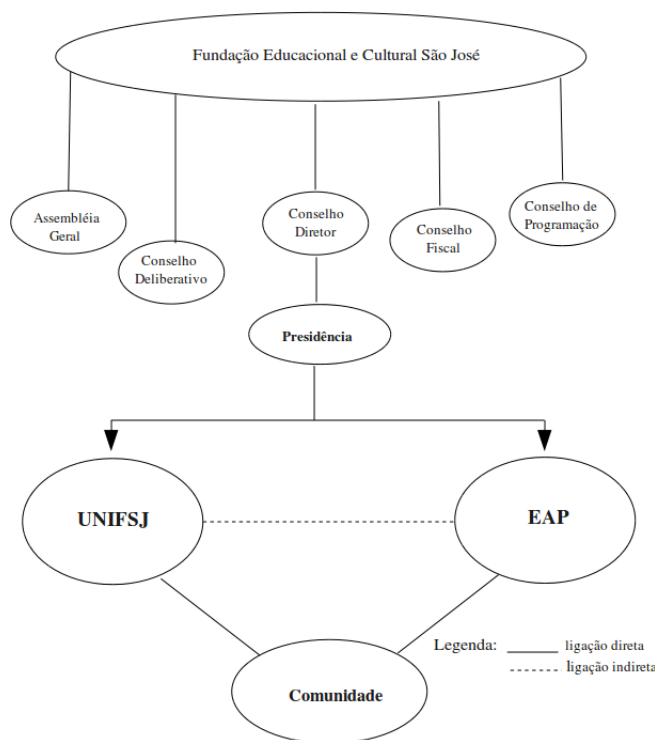 Fundação Educacional e Cultural São José
Assembléia
Geral
Conselho
Deliberativo
Conselho
Diretor
Conselho
Fiscal
Conselho de
Programação
Presidência
UNIFSJ
EAP
Comunidade
Legenda:
ligação direta
ligação indireta